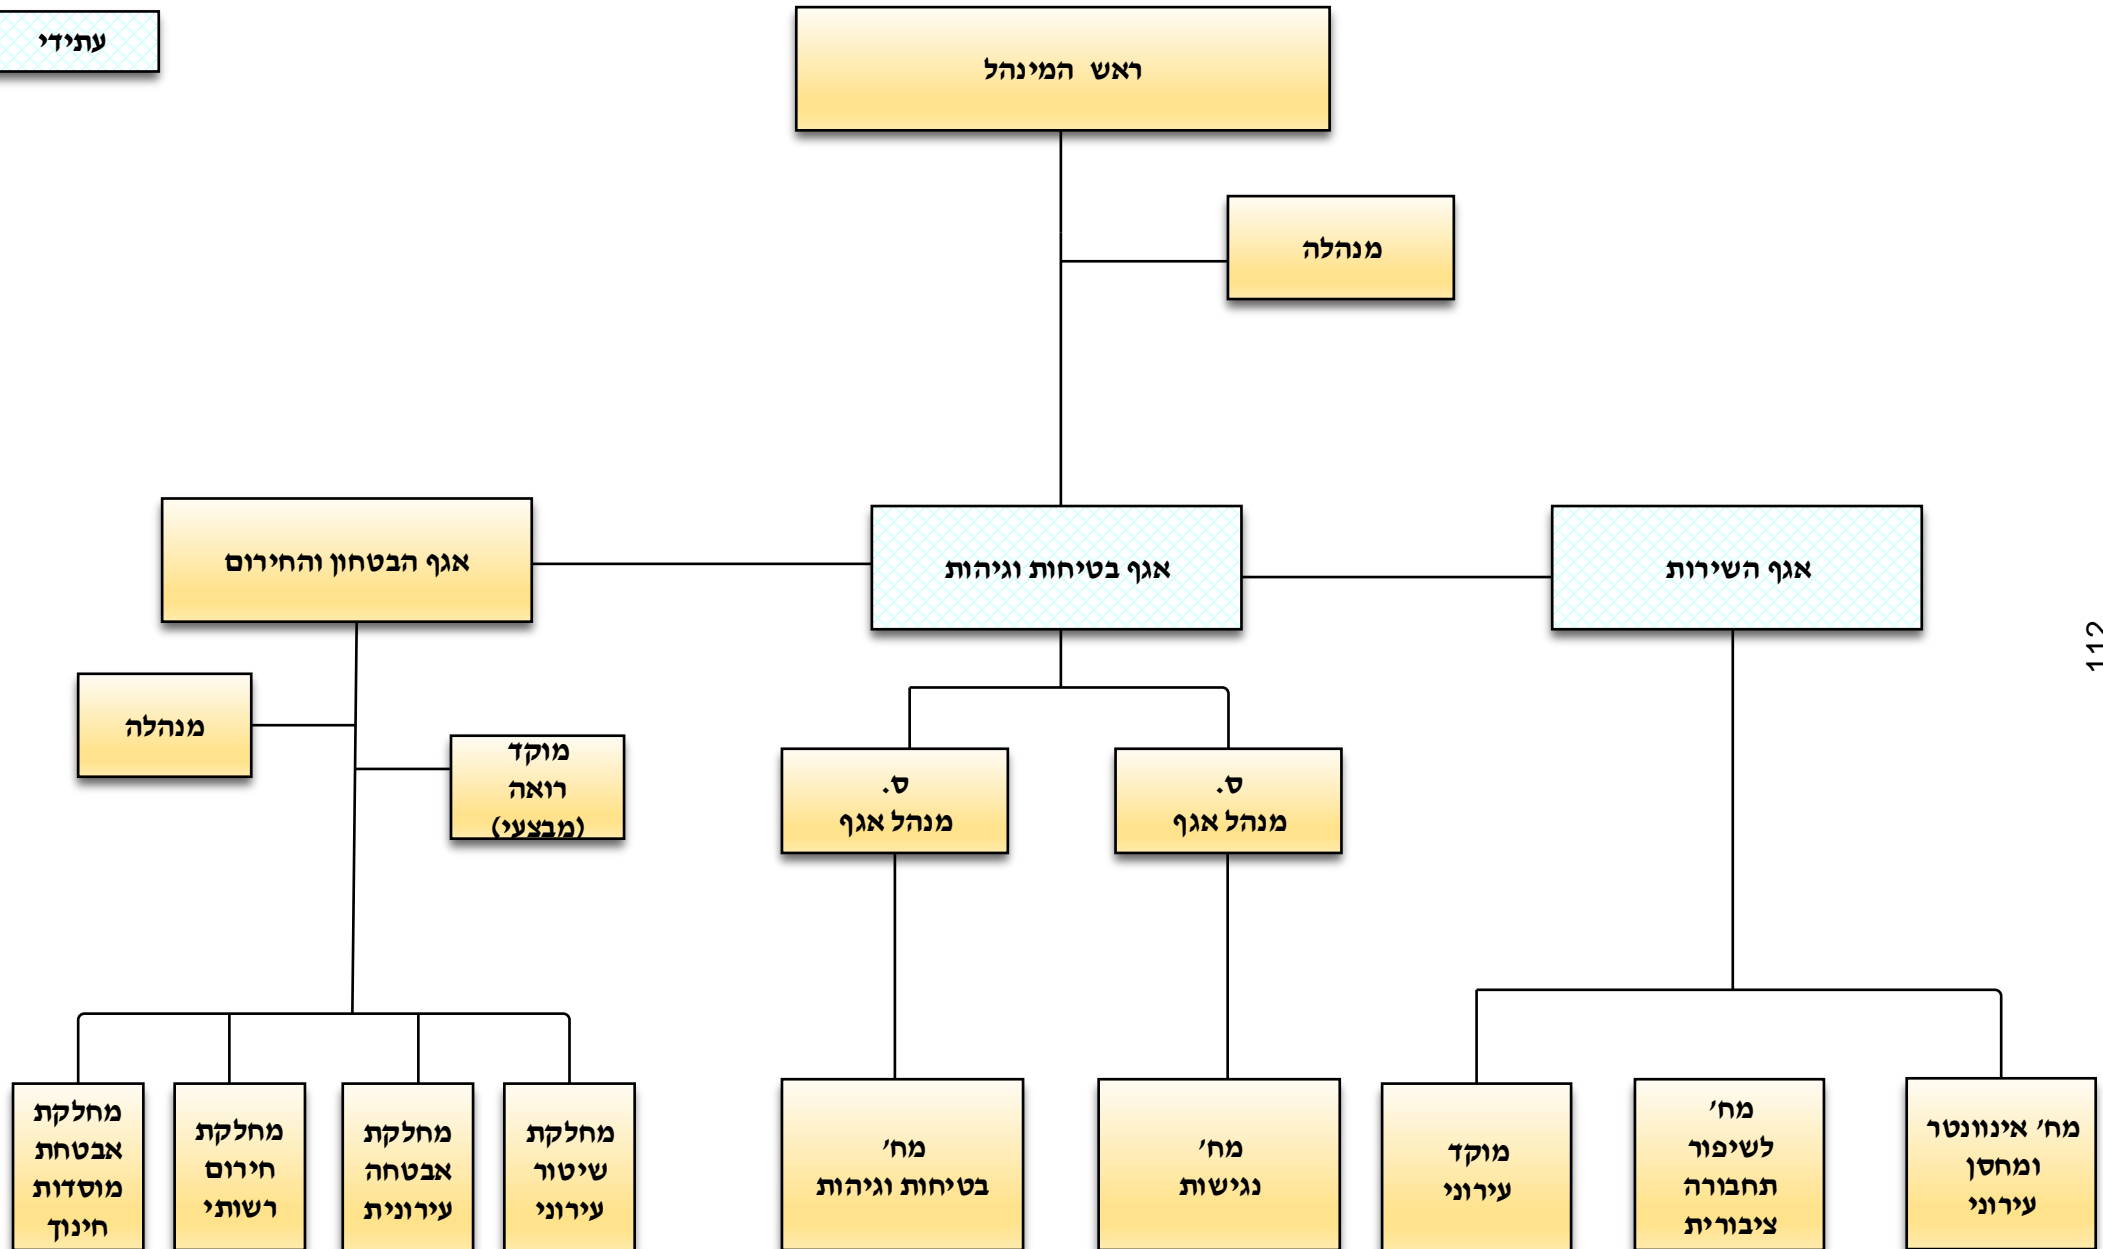 עתידי
ראש המינהל
מנהלה
אגף השירות
אגף בטיחות וגיהות
אגף הבטחון והחירום
מנהלה
מוקד
רואה
(מבצעי)
ס.
מנהל אגף
ס.
מנהל אגף
מח' אינוונטר
ומחסן
עירוני
מח'
לשיפור
תחבורה
ציבורית
מוקד
עירוני
מח'
נגישות
מח'
בטיחות וגיהות
מחלקת
שיטור
עירוני
מחלקת
אבטחה
עירונית
מחלקת
חירום
רשותי
מחלקת
אבטחת
מוסדות
חינוך
112